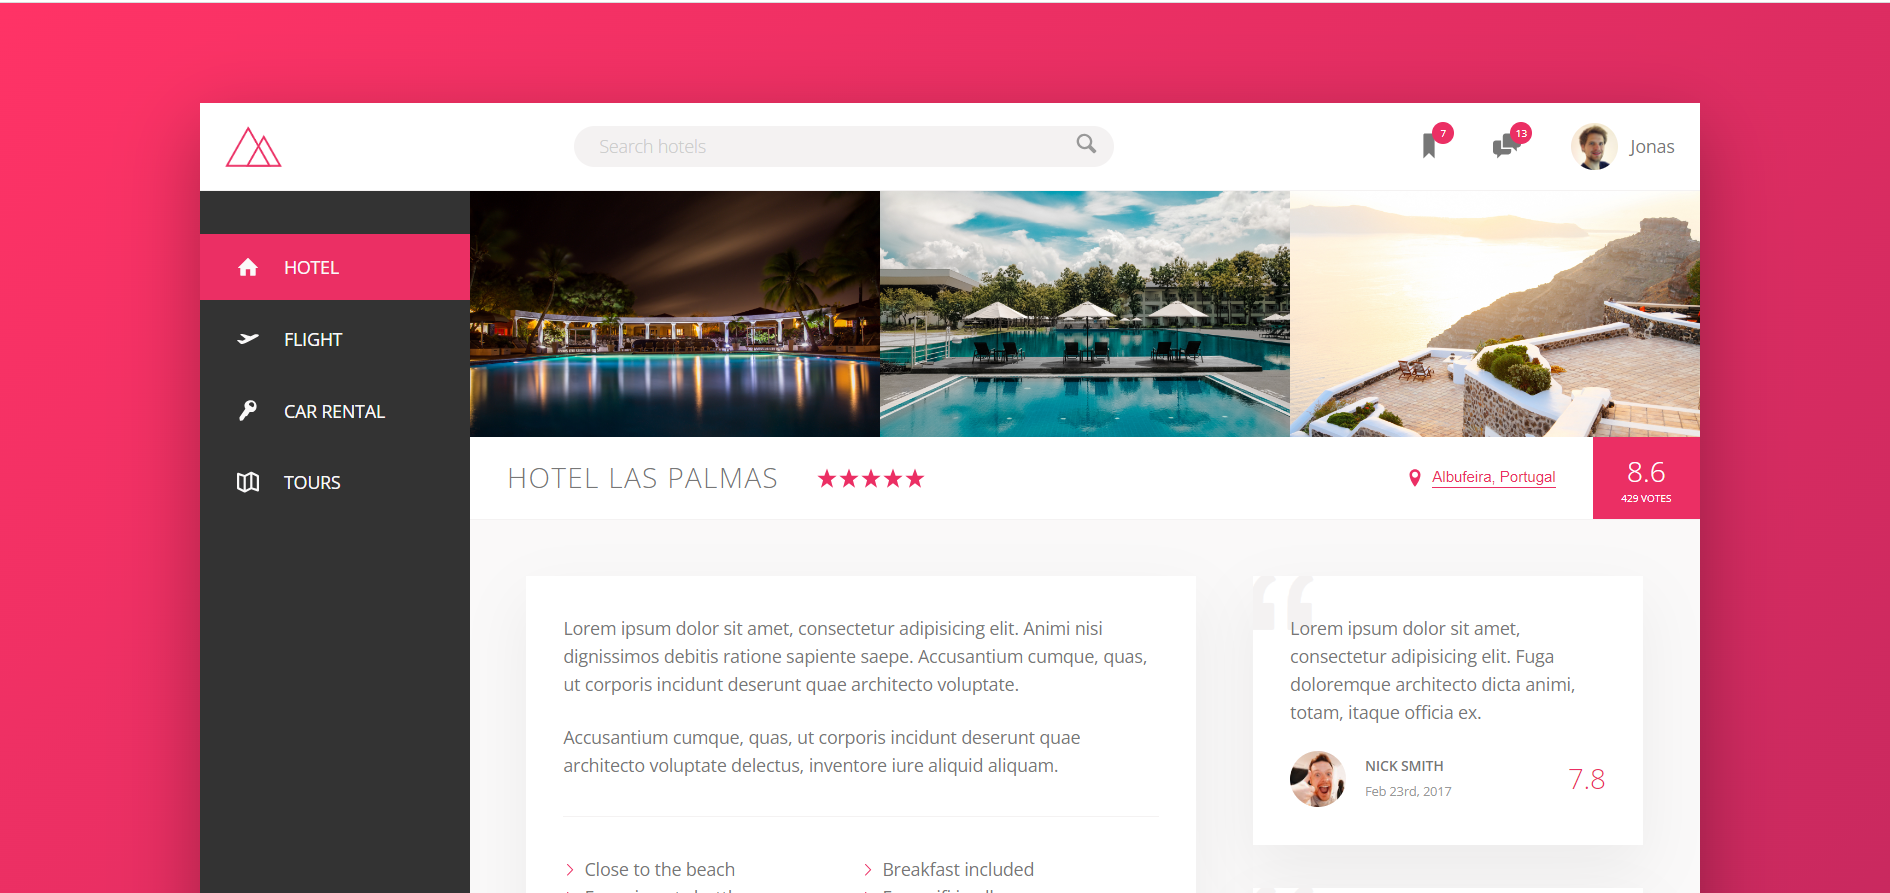 Search hotels
7
13
Jonas
HOTEL
FLIGHT
CAR RENTAL
TOURS
HOTEL LAS PALMAS
Albufeira, Portugal
8.6
429 VOTES
Lorem ipsum dolor sit amet, consectetur adipisicing elit. Animi nisi
dignissimos debitis ratione sapiente saepe. Accusantium cumque, quas,
ut corporis incidunt deserunt quae architecto voluptate.
Accusantium cumque, quas, ut corporis incidunt deserunt quae
architecto voluptate delectus, inventore iure aliquid aliquam.
Close to the beach
Breakfast included
Lorem ipsum dolor sit amet,
consectetur adipisicing elit. Fuga
doloremque architecto dicta animi,
totam, itaque officia ex.
NICK SMITH
Feb 23rd, 2017
7.8